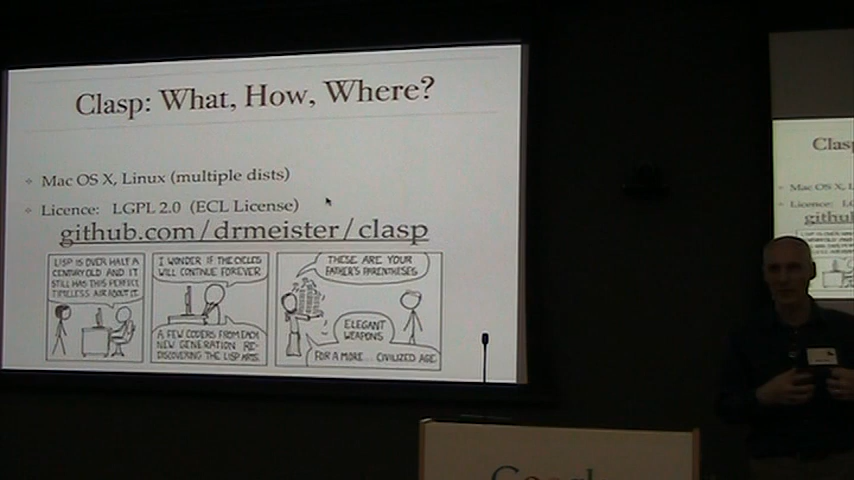 Clasp: What, How, Where?
Mac OS X, Linux (multiple dists)
Licence: LGPL 2.0 (ECL License)
github.com/drmeister/clasp
LISP IS OVER HALF A
CENTURY OLD AND IT
STILL HAS THIS PERFECT
TIMELESS AIR ABOUT IT.
I WONDER IF THE CYCLES
WILL CONTINUE FOREVER.
A FEW CODERS FROM EACH
NEW GENERATION RE-
DISCOVERING THE LISP ARTS.
THESE ARE YOUR
FATHER'S PARENTHESES
ELEGANT
WEAPONS
FOR A MORE... CIVILIZED AGE.
Clasp
Mac OS X, L
Licence: LG
github